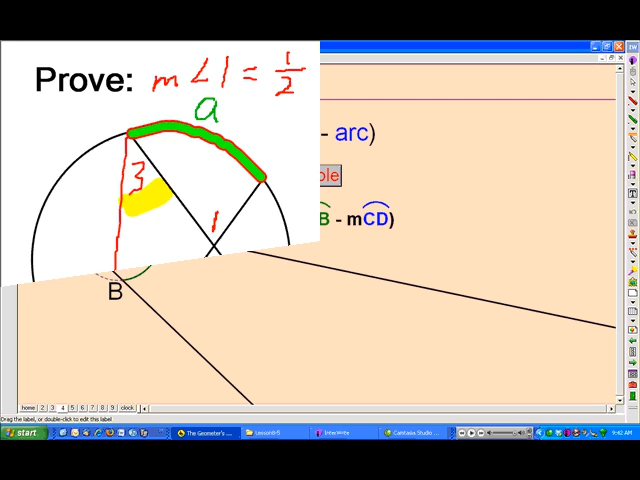 Prove: m∠1 = 1/2
a
- arc)
3
ole
1
B - mCD)
B
home 2 3 4 5 6 7 8 9 clock
Drag the label, or double-click to edit this label
start
The Geometer's...
Lesson8-5
InterWrite
Camtasia Studio
9:42 AM